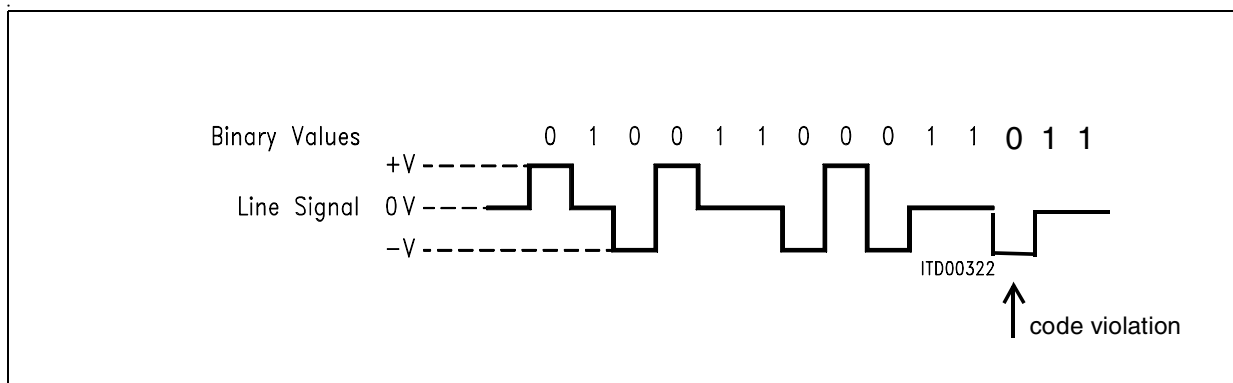 Binary Values 0 1 0 0 1 1 0 0 0 1 1 0 1 1
+V
Line Signal 0V
-V
ITD00322
code violation